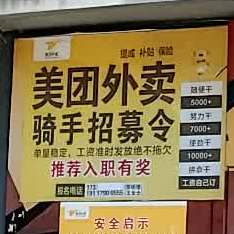 提成 补贴 保险
美团外卖
骑手招募令
单量稳定，工资准时发放绝不拖欠
推荐入职有奖
随便干
5000+
努力干
7000+
使劲干
10000+
拼命干
工资自己订
报名电话
安全启示